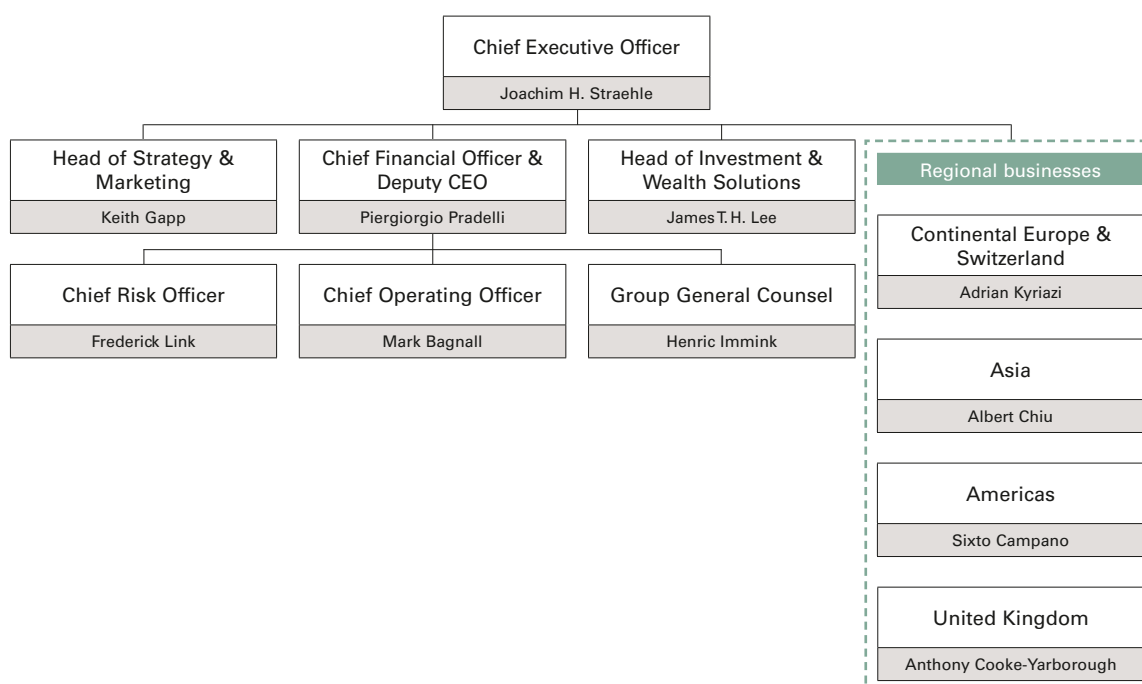 Chief Executive Officer
Joachim H. Straehle
Head of Strategy &
Marketing
Keith Gapp
Chief Financial Officer &
Deputy CEO
Piergiorgio Pradelli
Head of Investment &
Wealth Solutions
James T. H. Lee
Regional businesses
Continental Europe &
Switzerland
Adrian Kyriazi
Chief Risk Officer
Frederick Link
Chief Operating Officer
Mark Bagnall
Group General Counsel
Henric Immink
Asia
Albert Chiu
Americas
Sixto Campano
United Kingdom
Anthony Cooke-Yarborough